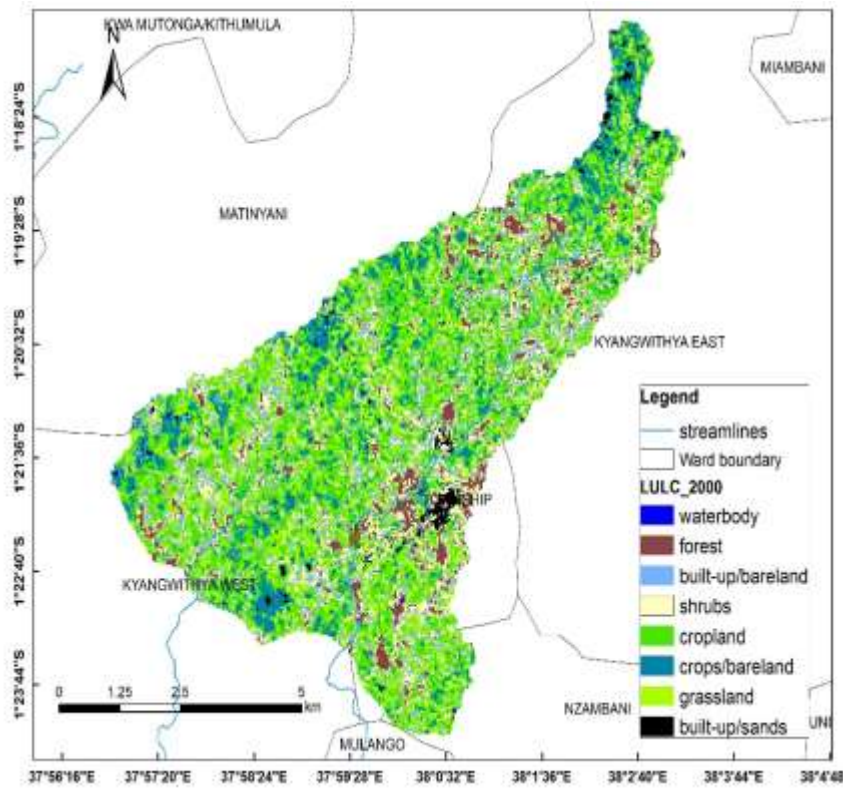 KWA MUTONGA/KITHUMULA
N
MIAMBANI
1°18'24"S
MATINYANI
1°19'28"S
1°20'32"S
KYANGWITHYA EAST
Legend
streamlines
Ward boundary
LULC_2000
waterbody
forest
built-up/bareland
shrubs
cropland
crops/bareland
grassland
built-up/sands
1°21'36"S
1°22'40"S
KYANGWITHYA WEST
1°23'44"S
0 1.25 2.5 5
km
NZAMBANI
UNI
MULANGO
37°56'16"E 37°57'20"E 37°58'24"E 37°59'28"E 38°0'32"E 38°1'36"E 38°2'40"E 38°3'44"E 38°4'48